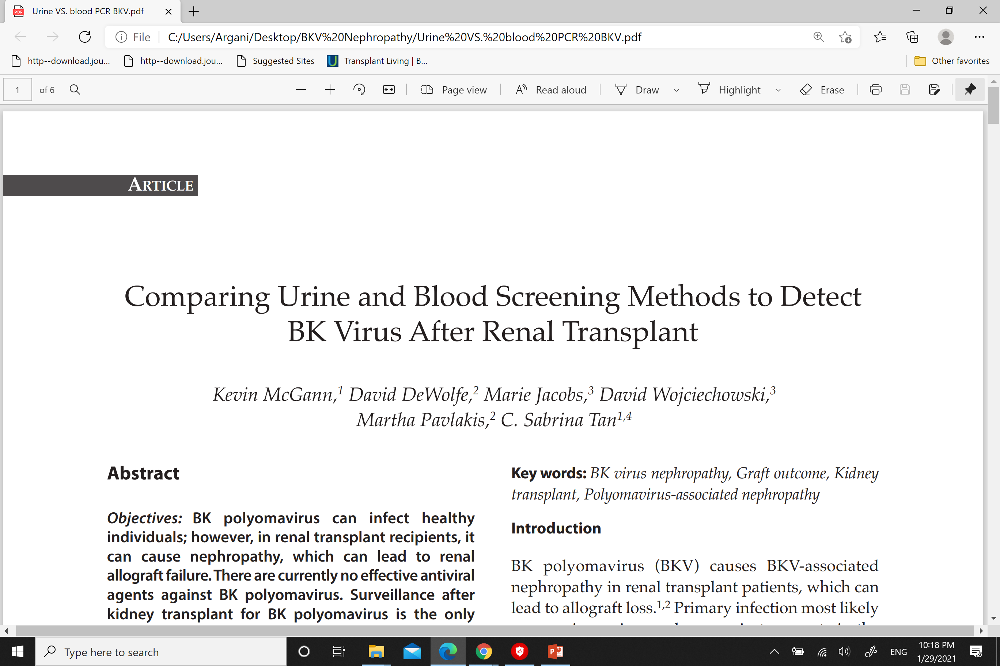 Urine VS. blood PCR BKV.pdf
File
C:/Users/Argani/Desktop/BKV%20Nephropathy/Urine%20VS.%20blood%20PCR%20BKV.pdf
http--download.jou...
http--download.jou...
Suggested Sites
Transplant Living | B...
Other favorites
1
of 6
Page view
Read aloud
Draw
Highlight
Erase
ARTICLE
Comparing Urine and Blood Screening Methods to Detect
BK Virus After Renal Transplant
Kevin McGann,1 David DeWolfe,2 Marie Jacobs,3 David Wojciechowski,3
Martha Pavlakis,2 C. Sabrina Tan1,4
Abstract
Objectives: BK polyomavirus can infect healthy
individuals; however, in renal transplant recipients, it
can cause nephropathy, which can lead to renal
allograft failure. There are currently no effective antiviral
agents against BK polyomavirus. Surveillance after
kidney transplant for BK polyomavirus is the only
Key words: BK virus nephropathy, Graft outcome, Kidney
transplant, Polyomavirus-associated nephropathy
Introduction
BK polyomavirus (BKV) causes BKV-associated
nephropathy in renal transplant patients, which can
lead to allograft loss.1,2 Primary infection most likely
Type here to search
ENG
10:18 PM
1/29/2021